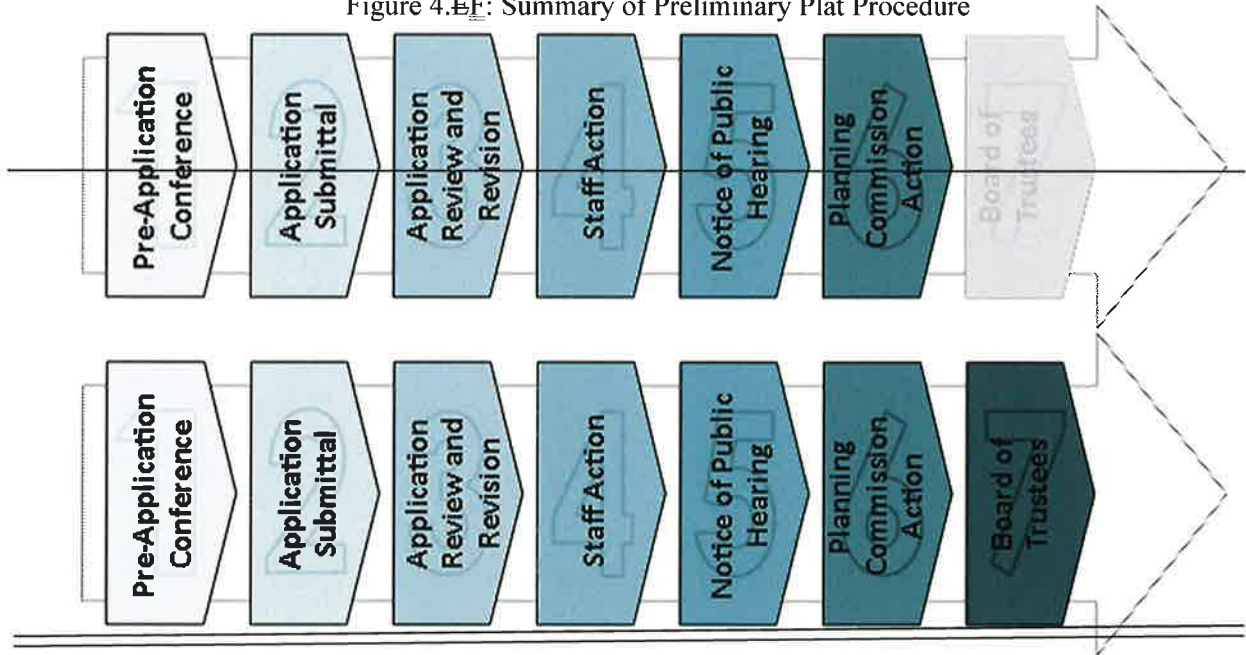 Figure 4.EF: Summary of Preliminary Plat Procedure
Pre-Application
Conference
Application
Submittal
Application
Review and
Revision
Staff Action
Notice of Public
Hearing
Planning
Commission
Action
Board of
Trustees
Pre-Application
Conference
Application
Submittal
Application
Review and
Revision
Staff Action
Notice of Public
Hearing
Planning
Commission
Action
Board of
Trustees